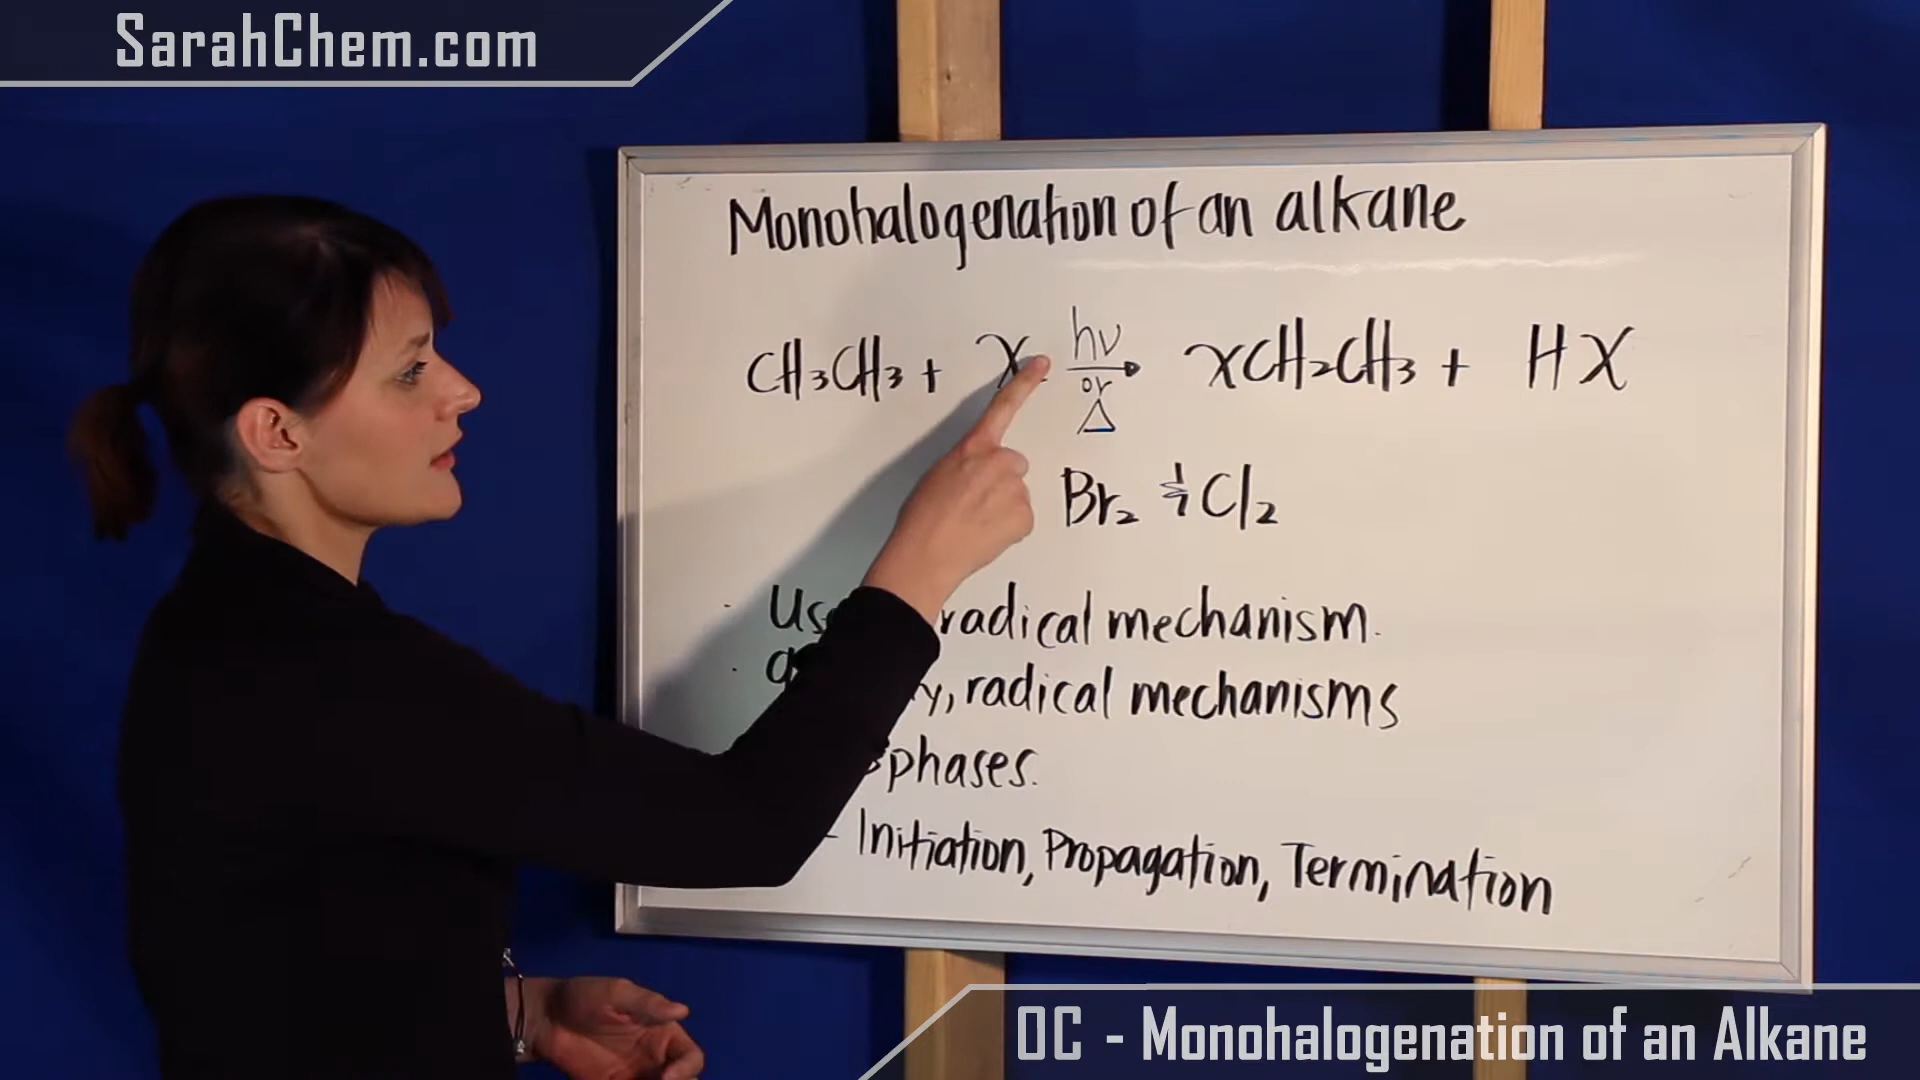 SarahChem.com
Monohalogenation of an alkane
CH3CH3 + X hν or Δ → XCH2CH3 + HX
Br2 & Cl2
radical mechanism.
radical mechanisms
phases.
- Initiation, Propagation, Termination
OC - Monohalogenation of an Alkane